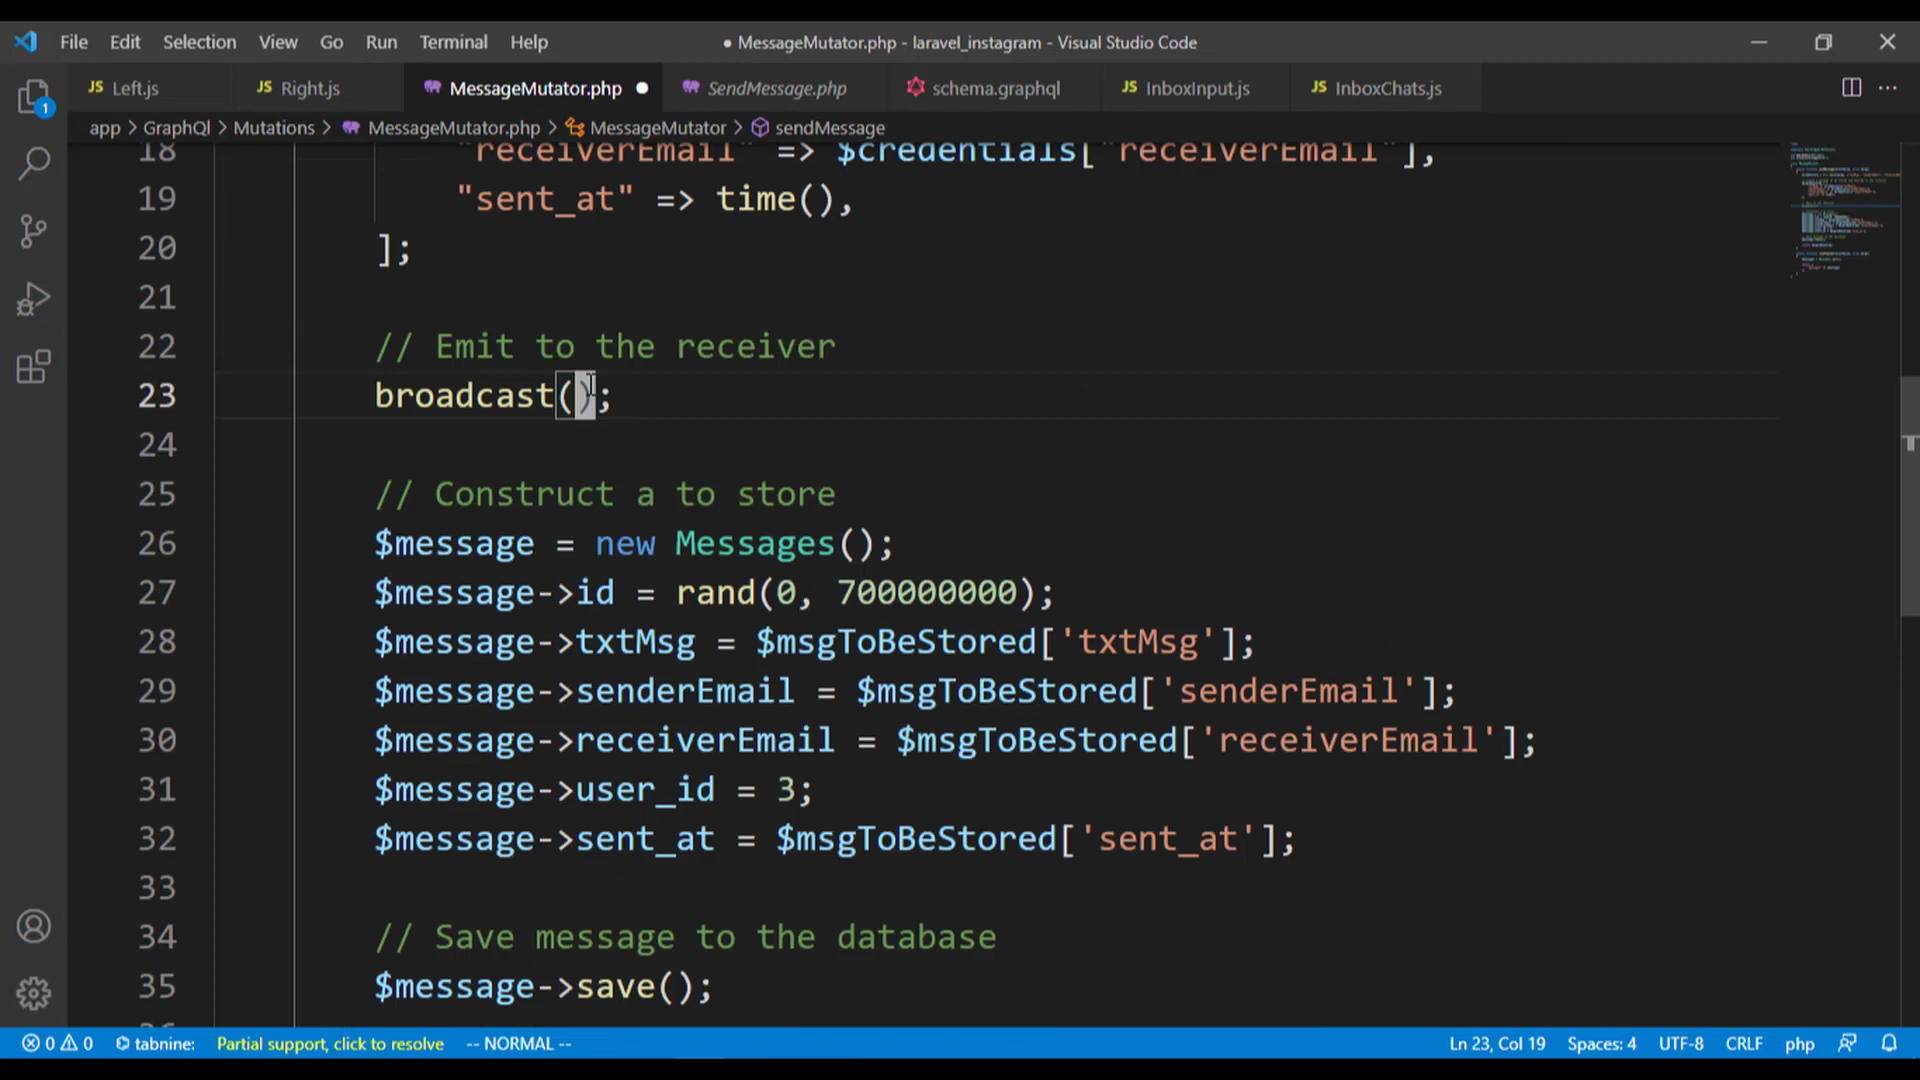 File Edit Selection View Go Run Terminal Help ● MessageMutator.php - laravel_instagram - Visual Studio Code
JS Left.js JS Right.js MessageMutator.php ● SendMessage.php schema.graphql JS InboxInput.js JS InboxChats.js ···
1
app > GraphQl > Mutations > MessageMutator.php > MessageMutator > sendMessage
18 "receiverEmail" => $credentials["receiverEmail"],
19 "sent_at" => time(),
20 ];
21
22 // Emit to the receiver
23 broadcast();
24
25 // Construct a to store
26 $message = new Messages();
27 $message->id = rand(0, 700000000);
28 $message->txtMsg = $msgToBeStored['txtMsg'];
29 $message->senderEmail = $msgToBeStored['senderEmail'];
30 $message->receiverEmail = $msgToBeStored['receiverEmail'];
31 $message->user_id = 3;
32 $message->sent_at = $msgToBeStored['sent_at'];
33
34 // Save message to the database
35 $message->save();
0 0 tabnine: Partial support, click to resolve -- NORMAL -- Ln 23, Col 19 Spaces: 4 UTF-8 CRLF php